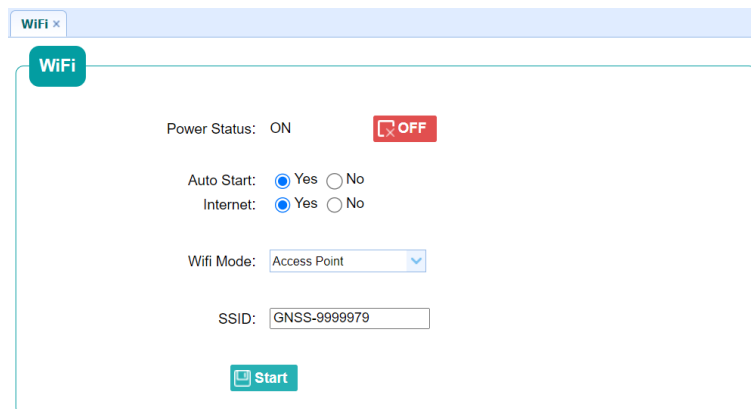 WiFi ×
WiFi
Power Status: ON OFF
Auto Start: Yes No
Internet: Yes No
Wifi Mode: Access Point
SSID: GNSS-9999979
Start